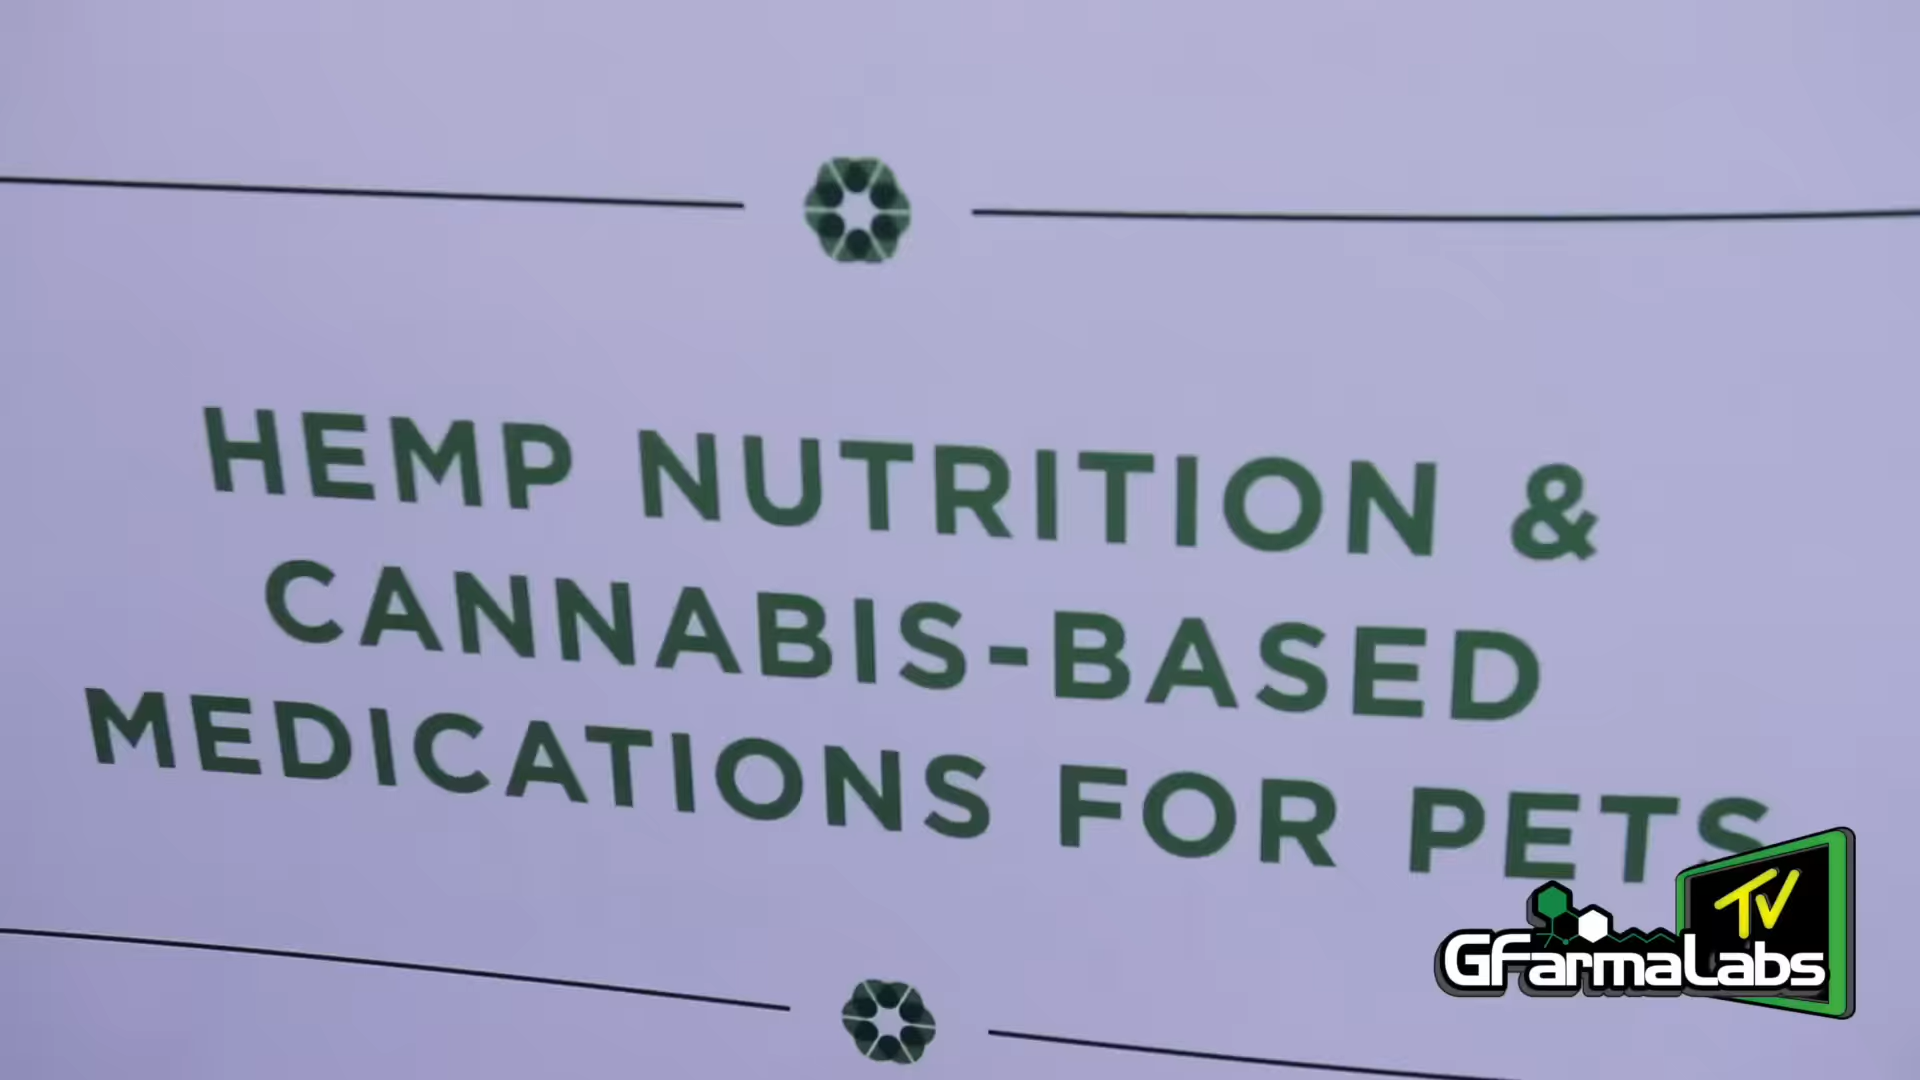 HEMP NUTRITION &
CANNABIS-BASED
MEDICATIONS FOR PETS
TV
GFarmaLabs